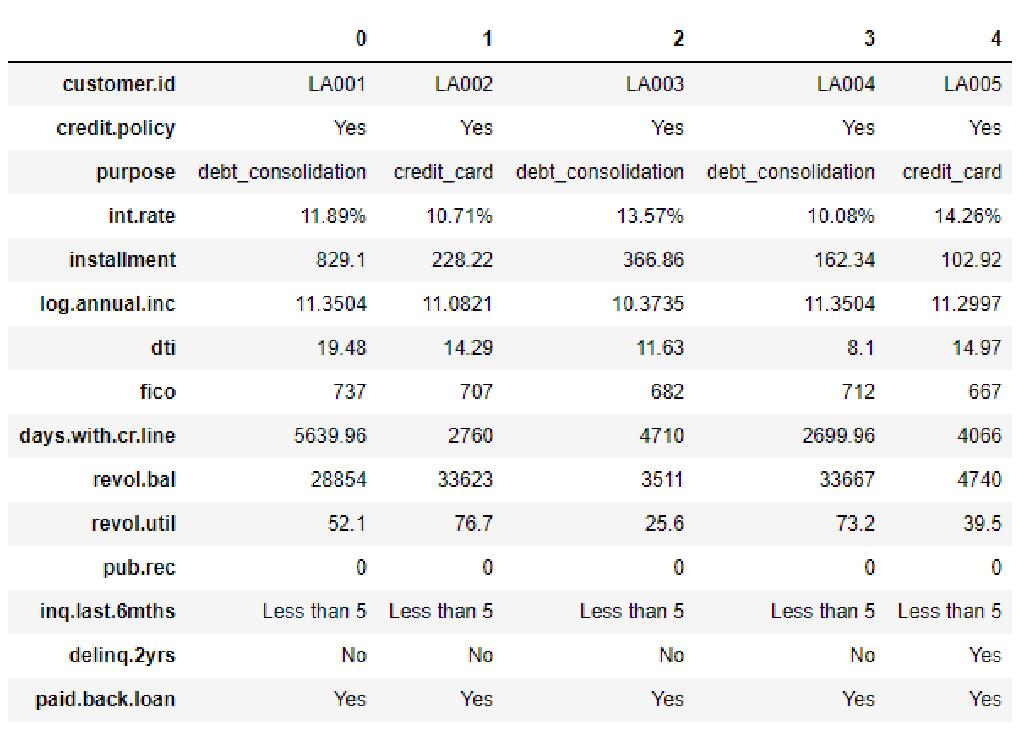 0 1 2 3 4
customer.id LA001 LA002 LA003 LA004 LA005
credit.policy Yes Yes Yes Yes Yes
purpose debt_consolidation credit_card debt_consolidation debt_consolidation credit_card
int.rate 11.89% 10.71% 13.57% 10.08% 14.26%
installment 829.1 228.22 366.86 162.34 102.92
log.annual.inc 11.3504 11.0821 10.3735 11.3504 11.2997
dti 19.48 14.29 11.63 8.1 14.97
fico 737 707 682 712 667
days.with.cr.line 5639.96 2760 4710 2699.96 4066
revol.bal 28854 33623 3511 33667 4740
revol.util 52.1 76.7 25.6 73.2 39.5
pub.rec 0 0 0 0 0
inq.last.6mths Less than 5 Less than 5 Less than 5 Less than 5 Less than 5
delinq.2yrs No No No No Yes
paid.back.loan Yes Yes Yes Yes Yes